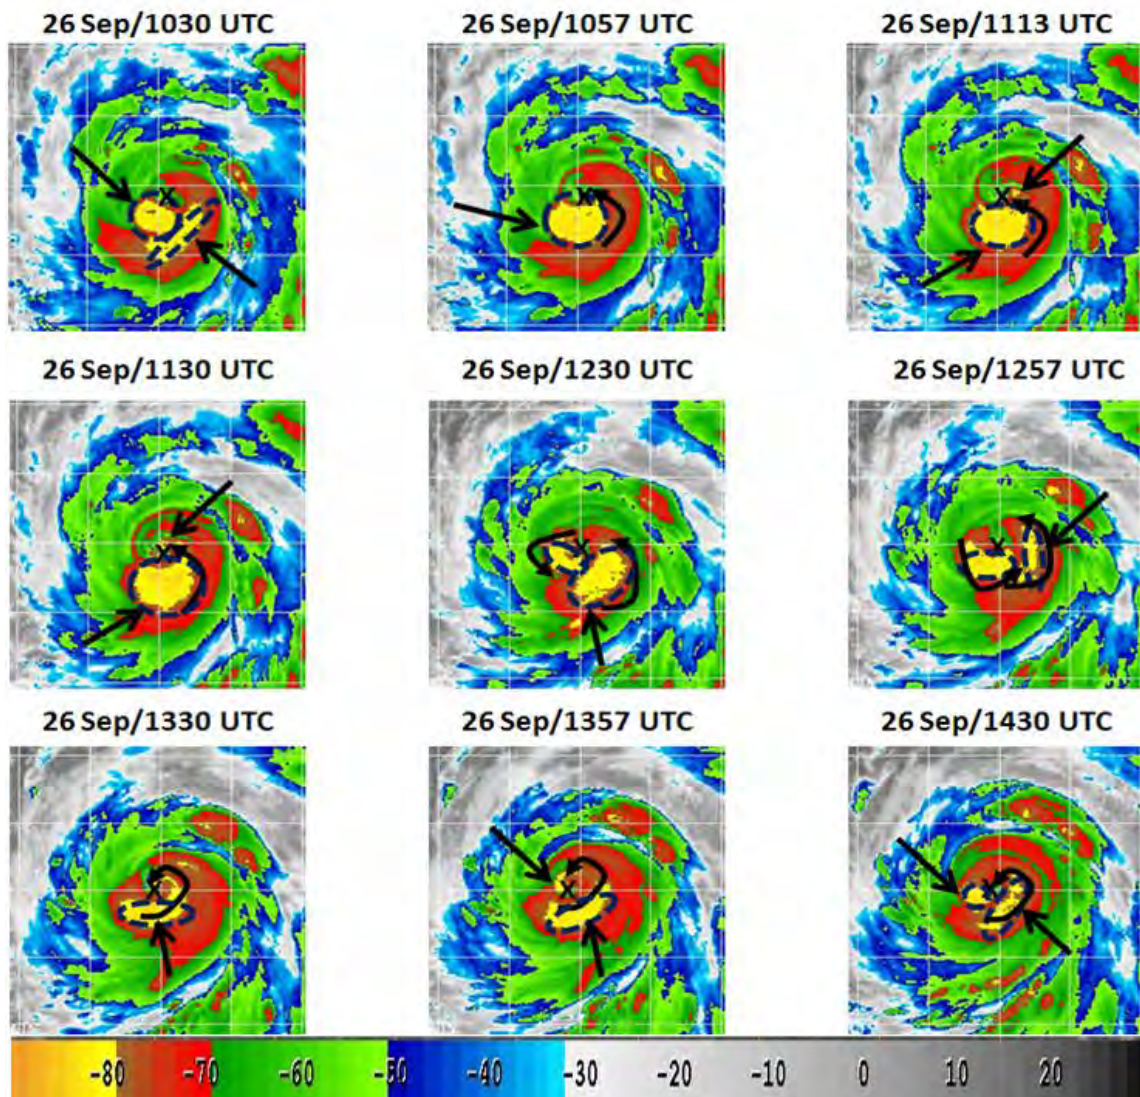 26 Sep/1030 UTC 26 Sep/1057 UTC 26 Sep/1113 UTC
X X X
26 Sep/1130 UTC 26 Sep/1230 UTC 26 Sep/1257 UTC
X X X
26 Sep/1330 UTC 26 Sep/1357 UTC 26 Sep/1430 UTC
X X X
-80 -70 -60 -50 -40 -30 -20 -10 0 10 20